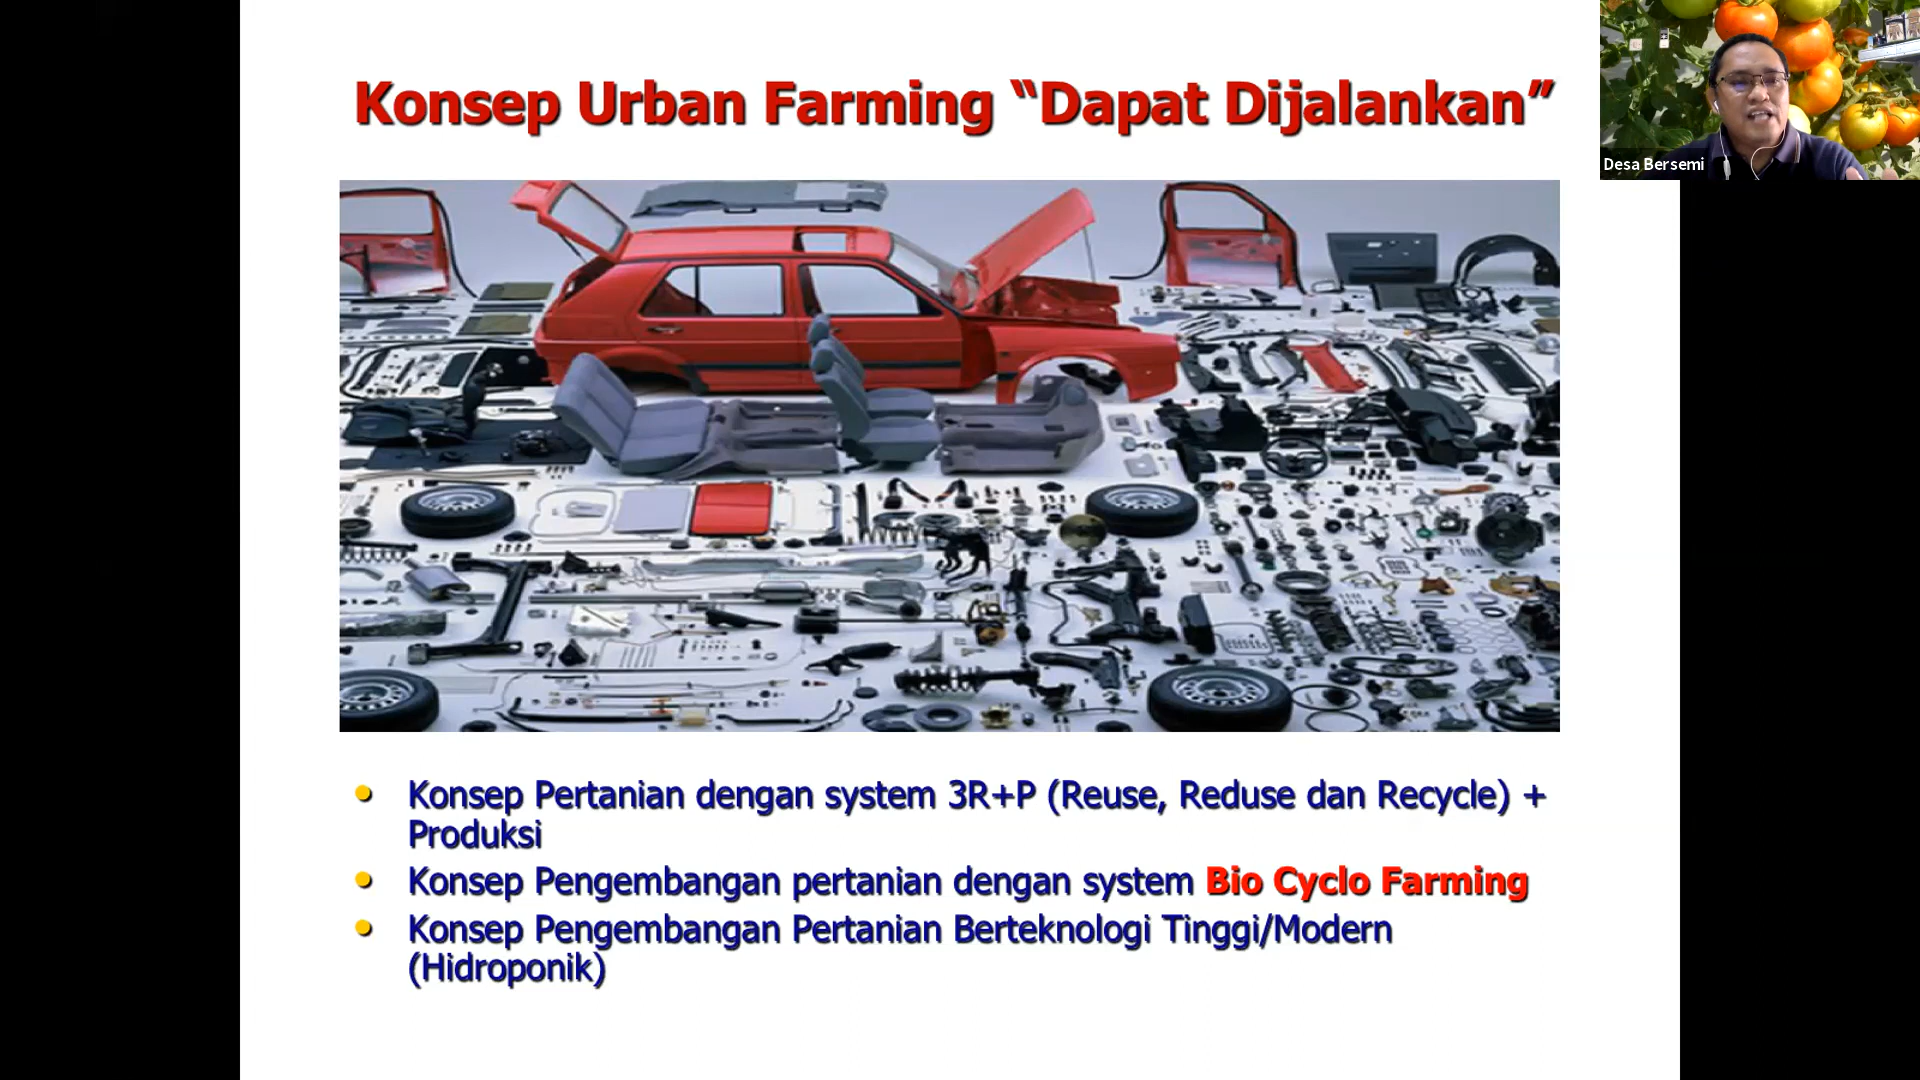 Konsep Urban Farming “Dapat Dijalankan”
Desa Bersemi
• Konsep Pertanian dengan system 3R+P (Reuse, Reduse dan Recycle) +
Produksi
• Konsep Pengembangan pertanian dengan system Bio Cyclo Farming
• Konsep Pengembangan Pertanian Berteknologi Tinggi/Modern
(Hidroponik)